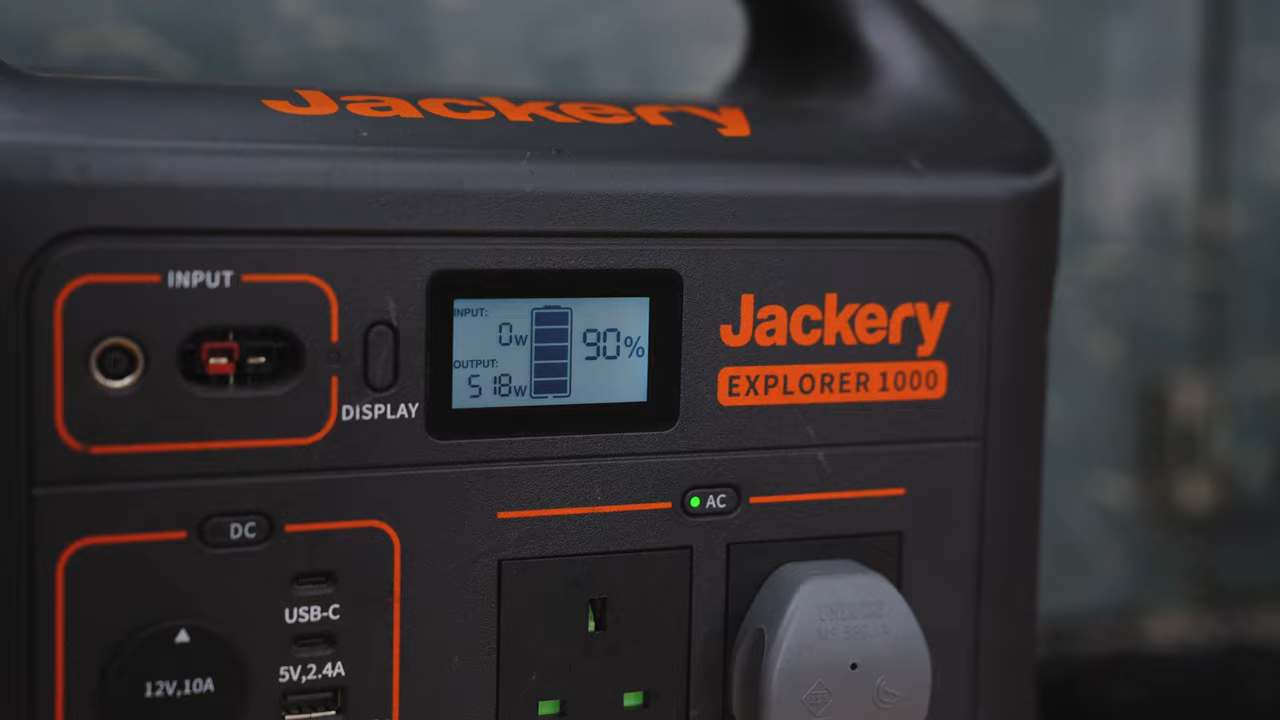 Jackery
INPUT
DISPLAY
INPUT:
0W
OUTPUT:
518W
90%
Jackery
EXPLORER 1000
AC
DC
USB-C
5V,2.4A
12V,10A